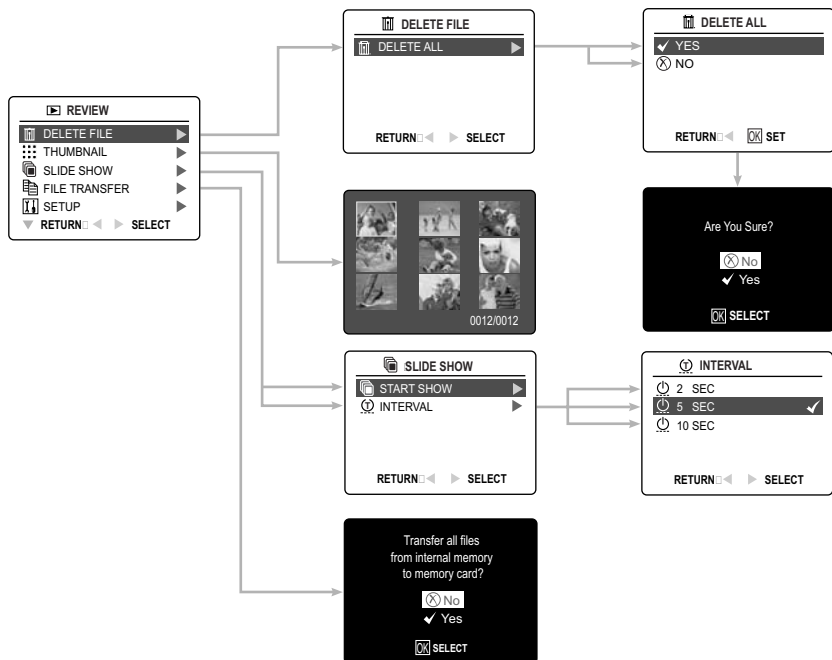 REVIEW
DELETE FILE
THUMBNAIL
SLIDE SHOW
FILE TRANSFER
SETUP
RETURN SELECT
DELETE FILE
DELETE ALL
RETURN SELECT
DELETE ALL
YES
NO
RETURN OK SET
Are You Sure?
No
Yes
OK SELECT
0012/0012
SLIDE SHOW
START SHOW
INTERVAL
RETURN SELECT
INTERVAL
2 SEC
5 SEC
10 SEC
RETURN SELECT
Transfer all files
from internal memory
to memory card?
No
Yes
OK SELECT